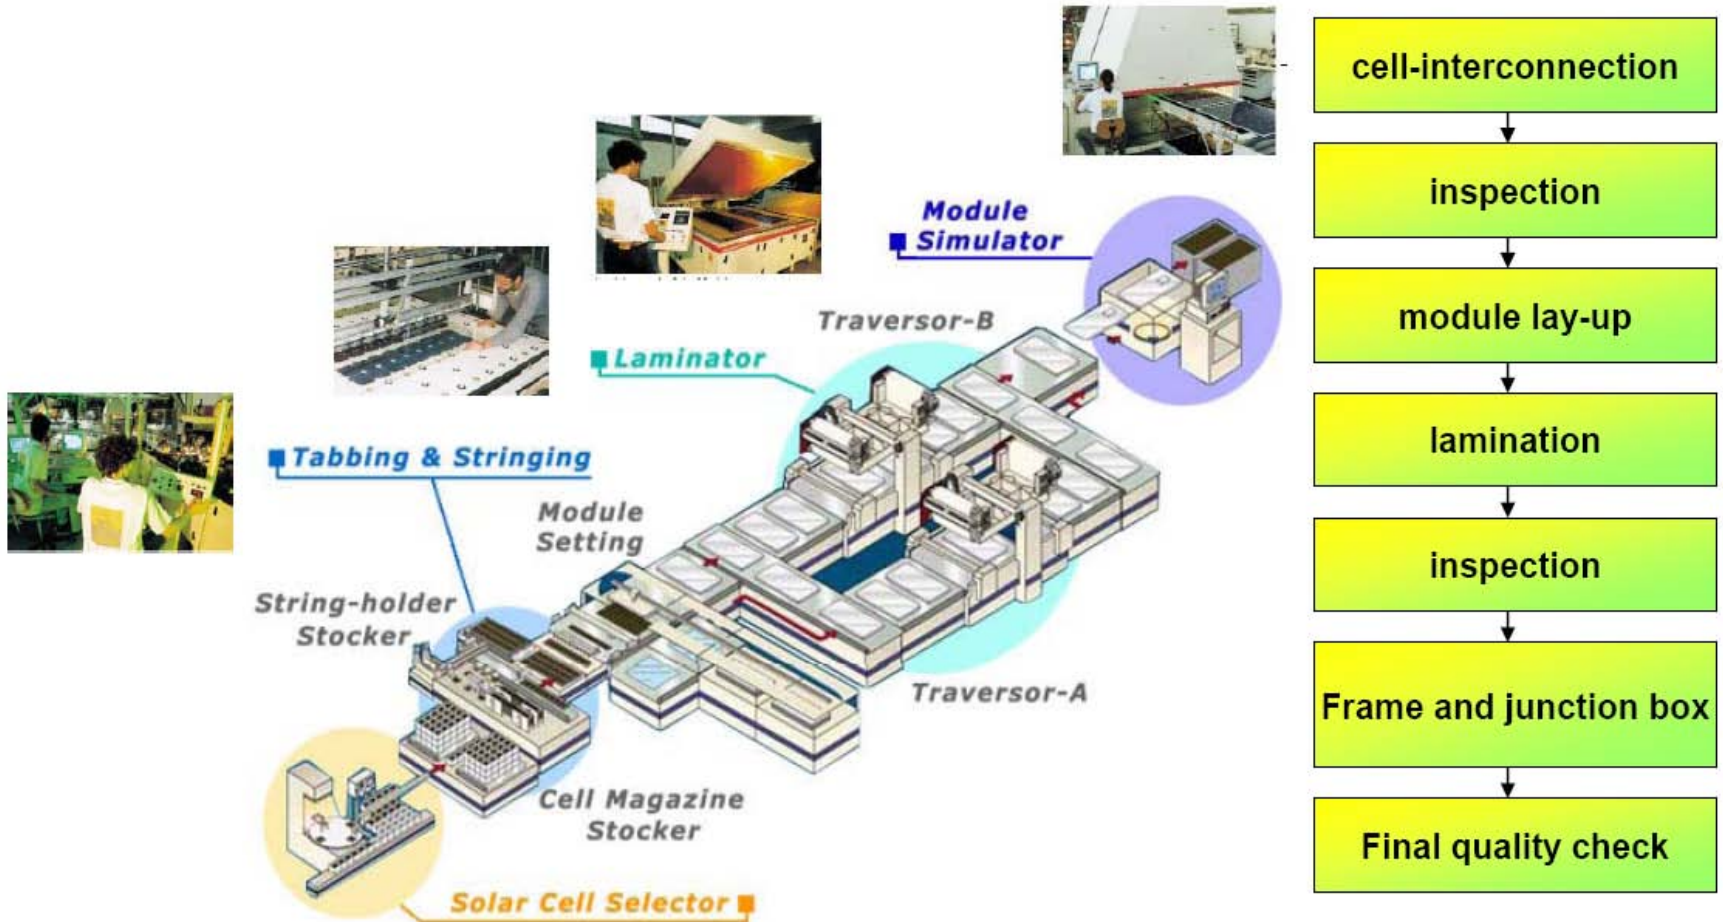 Module
Simulator
Traversor-B
Laminator
Tabbing & Stringing
Module
Setting
String-holder
Stocker
Traversor-A
Cell Magazine
Stocker
Solar Cell Selector
cell-interconnection
inspection
module lay-up
lamination
inspection
Frame and junction box
Final quality check